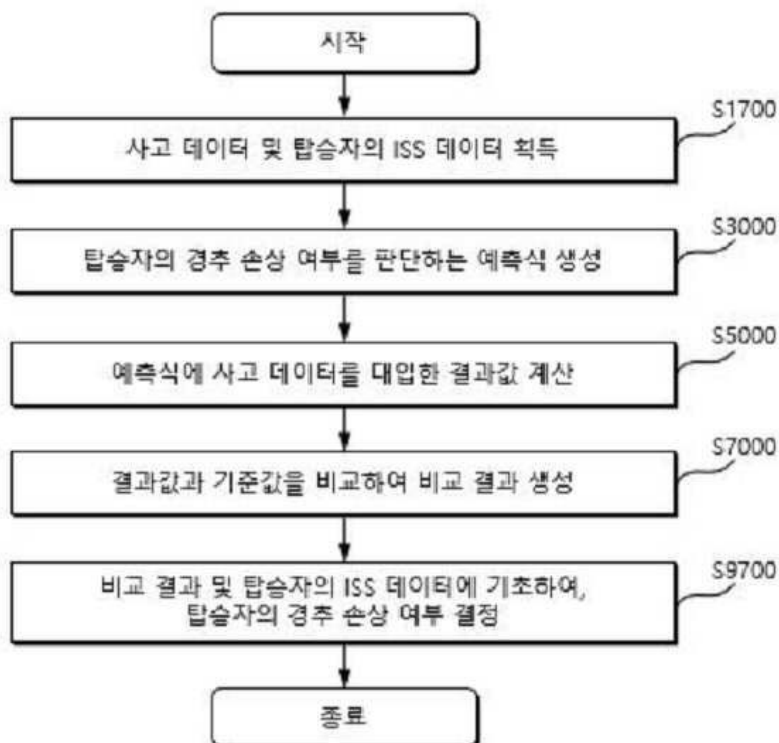 시작
S1700
사고 데이터 및 탑승자의 ISS 데이터 획득
S3000
탑승자의 경추 손상 여부를 판단하는 예측식 생성
S5000
예측식에 사고 데이터를 대입한 결과값 계산
S7000
결과값과 기준값을 비교하여 비교 결과 생성
S9700
비교 결과 및 탑승자의 ISS 데이터에 기초하여,
탑승자의 경추 손상 여부 결정
종료